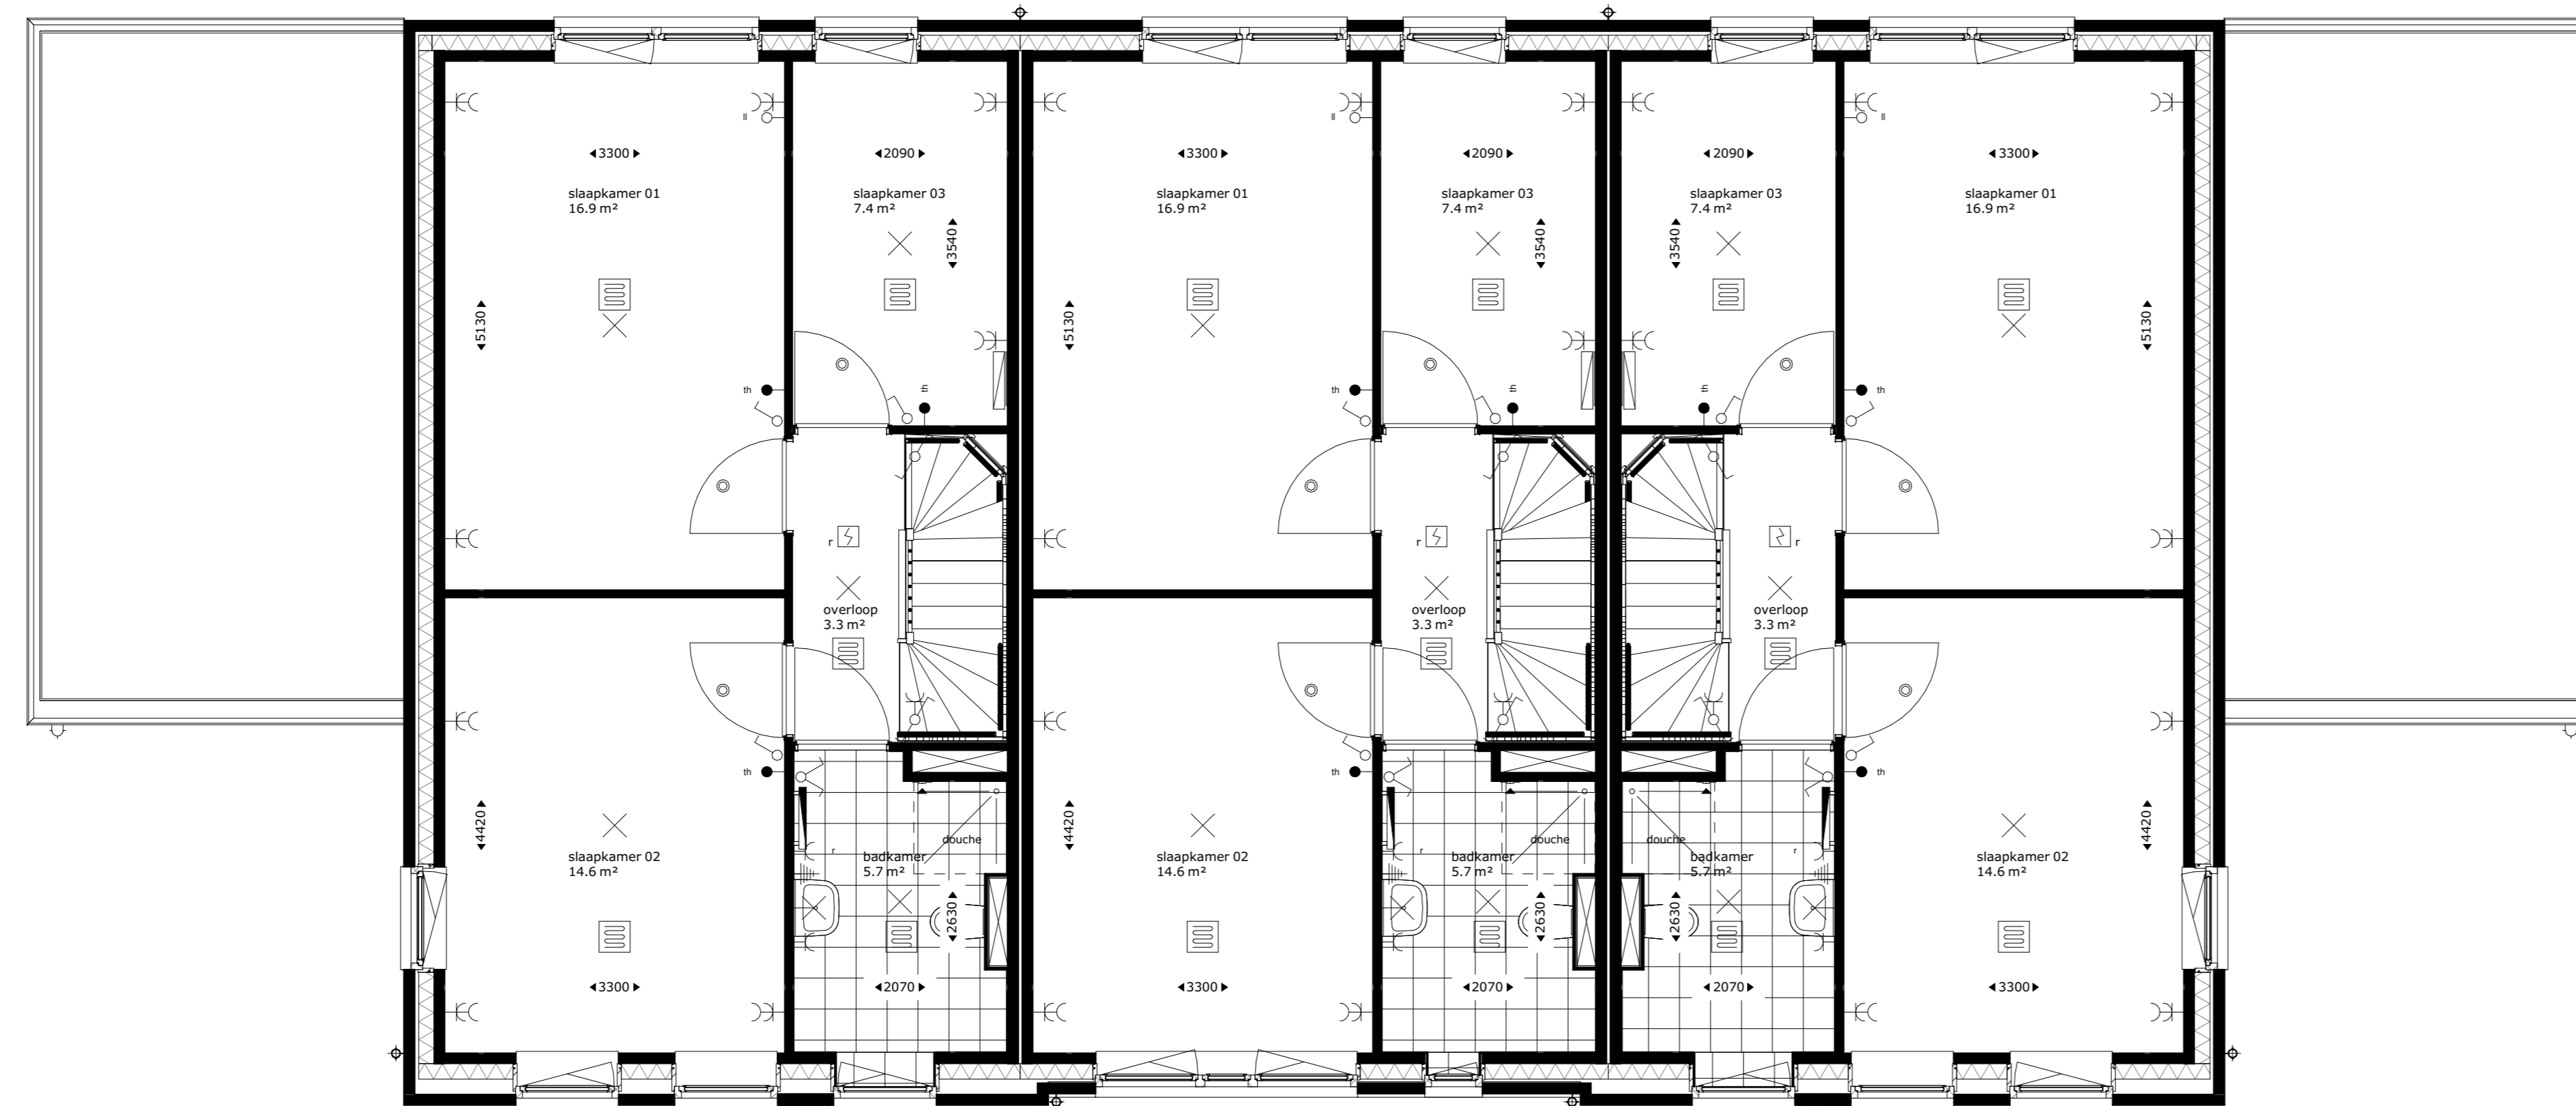 ll
ll
ll
3300
2090
3300
2090
2090
3300
slaapkamer 01
16.9 m²
slaapkamer 03
7.4 m²
slaapkamer 01
16.9 m²
slaapkamer 03
7.4 m²
slaapkamer 03
7.4 m²
slaapkamer 01
16.9 m²
3540
3540
3540
5130
5130
5130
th
th
th
th
th
th
r
r
r
overloop
3.3 m²
overloop
3.3 m²
overloop
3.3 m²
th
th
th
4420
4420
4420
douche
douche
douche
r
r
r
slaapkamer 02
14.6 m²
badkamer
5.7 m²
slaapkamer 02
14.6 m²
badkamer
5.7 m²
badkamer
5.7 m²
slaapkamer 02
14.6 m²
2630
2630
2630
3300
2070
3300
2070
2070
3300